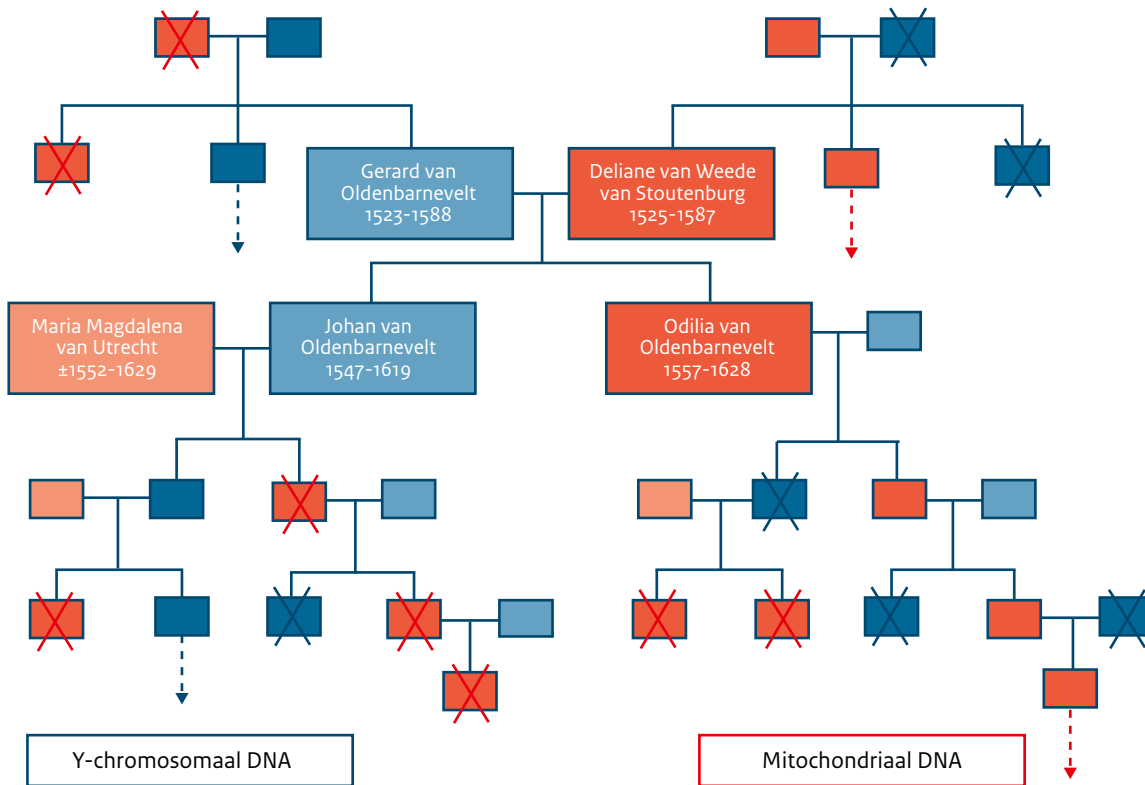 Gerard van
Oldenbarnevelt
1523-1588
Deliane van Weede
van Stoutenburg
1525-1587
Maria Magdalena
van Utrecht
±1552-1629
Johan van
Oldenbarnevelt
1547-1619
Odilia van
Oldenbarnevelt
1557-1628
Y-chromosomaal DNA
Mitochondriaal DNA